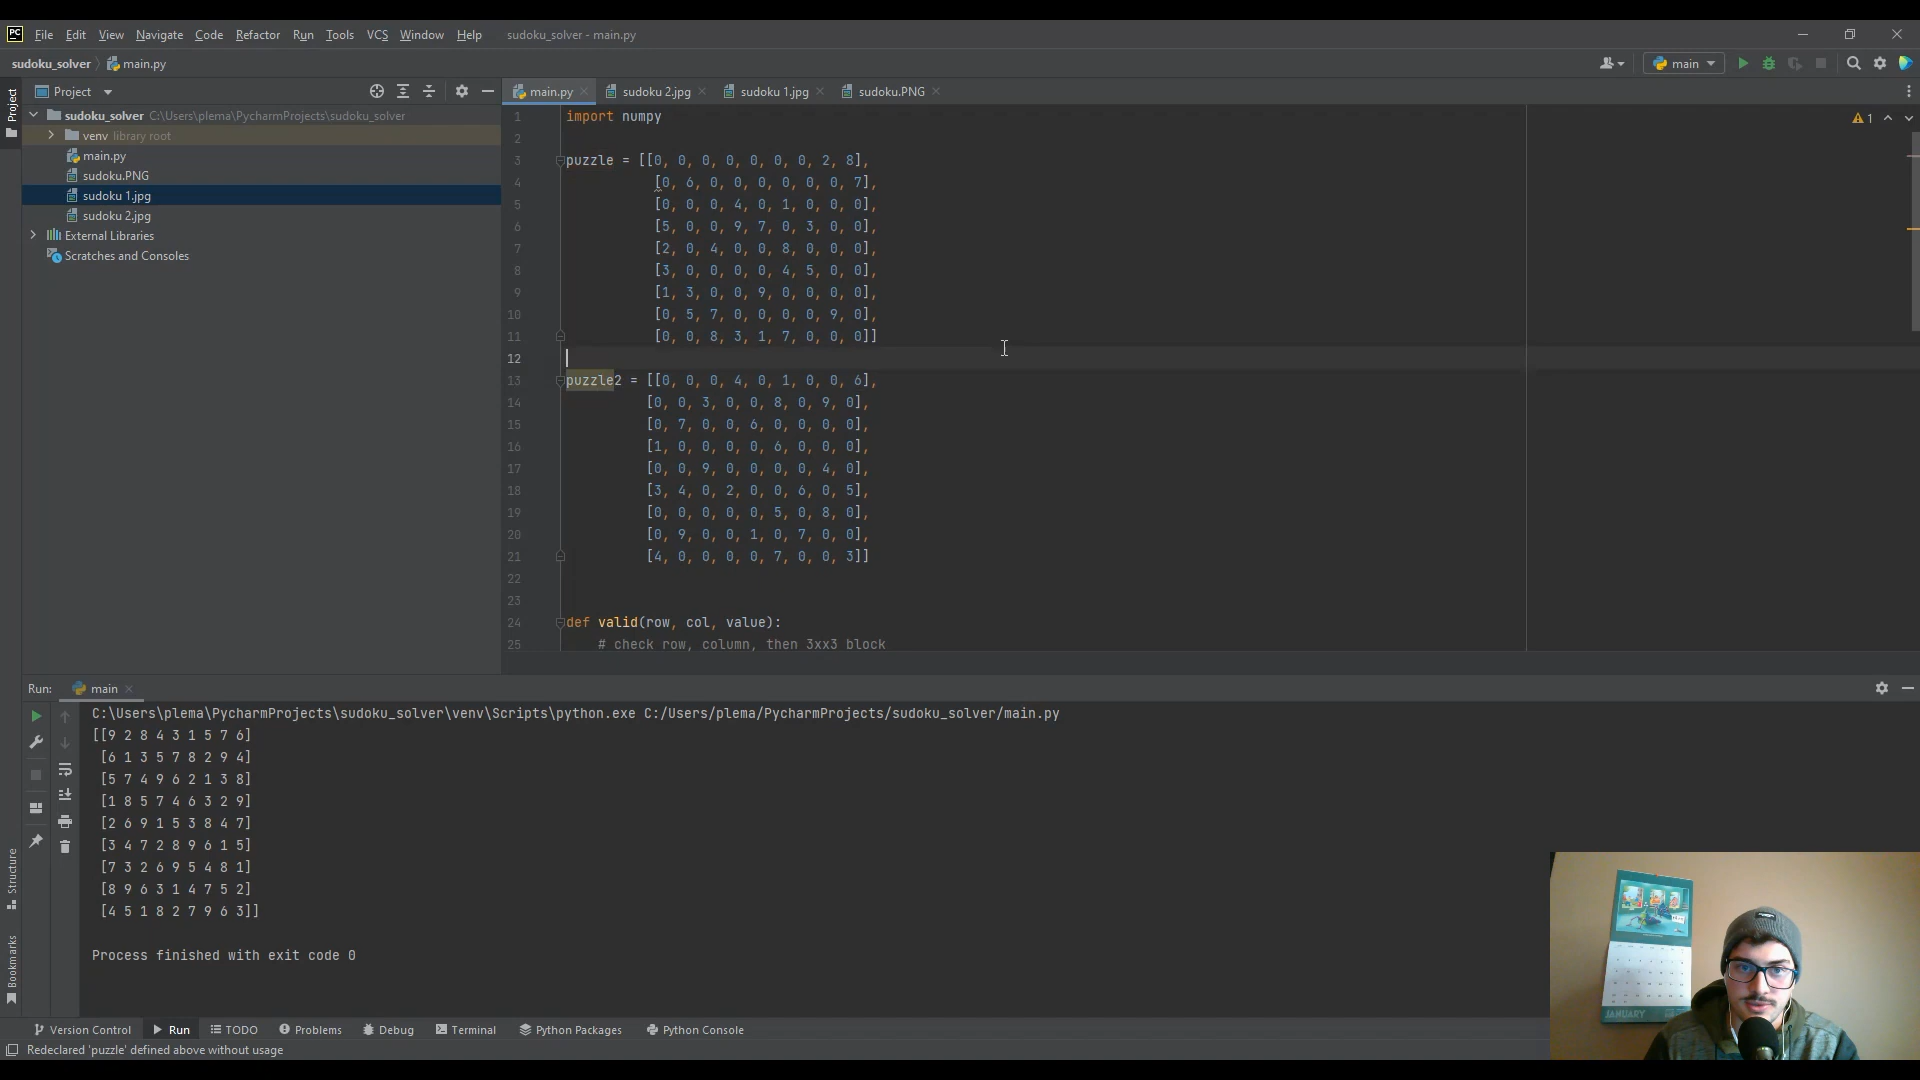 PC File Edit View Navigate Code Refactor Run Tools VCS Window Help sudoku_solver - main.py
sudoku_solver main.py main
Project
main.py sudoku 2.jpg sudoku 1.jpg sudoku.PNG
Project
sudoku_solver C:\Users\plema\PycharmProjects\sudoku_solver
venv library root
main.py
sudoku.PNG
sudoku 1.jpg
sudoku 2.jpg
External Libraries
Scratches and Consoles
1 import numpy
1
2
3 puzzle = [[0, 0, 0, 0, 0, 0, 0, 2, 8],
4 [0, 6, 0, 0, 0, 0, 0, 0, 7],
5 [0, 0, 0, 4, 0, 1, 0, 0, 0],
6 [5, 0, 0, 9, 7, 0, 3, 0, 0],
7 [2, 0, 4, 0, 0, 8, 0, 0, 0],
8 [3, 0, 0, 0, 0, 4, 5, 0, 0],
9 [1, 3, 0, 0, 9, 0, 0, 0, 0],
10 [0, 5, 7, 0, 0, 0, 0, 9, 0],
11 [0, 0, 8, 3, 1, 7, 0, 0, 0]]
12
13 puzzle2 = [[0, 0, 0, 4, 0, 1, 0, 0, 6],
14 [0, 0, 3, 0, 0, 8, 0, 9, 0],
15 [0, 7, 0, 0, 6, 0, 0, 0, 0],
16 [1, 0, 0, 0, 0, 6, 0, 0, 0],
17 [0, 0, 9, 0, 0, 0, 0, 4, 0],
18 [3, 4, 0, 2, 0, 0, 6, 0, 5],
19 [0, 0, 0, 0, 0, 5, 0, 8, 0],
20 [0, 9, 0, 0, 1, 0, 7, 0, 0],
21 [4, 0, 0, 0, 0, 7, 0, 0, 3]]
22
23
24 def valid(row, col, value):
25 # check row, column, then 3xx3 block
Run: main
C:\Users\plema\PycharmProjects\sudoku_solver\venv\Scripts\python.exe C:/Users/plema/PycharmProjects/sudoku_solver/main.py
[[9 2 8 4 3 1 5 7 6]
[6 1 3 5 7 8 2 9 4]
[5 7 4 9 6 2 1 3 8]
[1 8 5 7 4 6 3 2 9]
[2 6 9 1 5 3 8 4 7]
[3 4 7 2 8 9 6 1 5]
[7 3 2 6 9 5 4 8 1]
[8 9 6 3 1 4 7 5 2]
[4 5 1 8 2 7 9 6 3]]
Process finished with exit code 0
Structure
Bookmarks
JANUARY
Version Control Run TODO Problems Debug Terminal Python Packages Python Console
Redeclared 'puzzle' defined above without usage